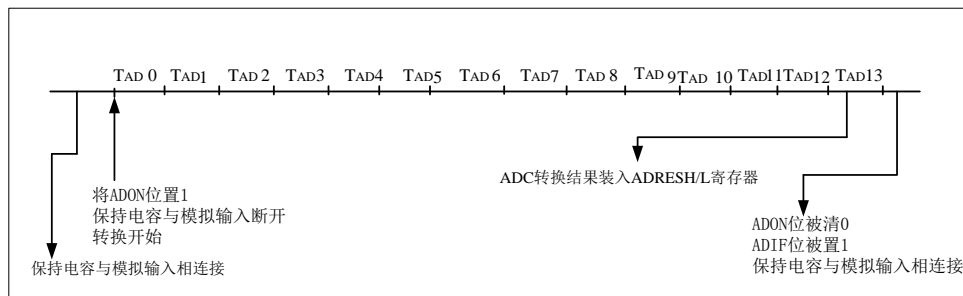 TAD 0 TAD1 TAD 2 TAD3 TAD4 TAD5 TAD 6 TAD7 TAD 8 TAD 9 TAD 10 TAD11 TAD12 TAD13
ADC转换结果装入ADRESH/L寄存器
将ADON位置1
保持电容与模拟输入断开
转换开始
ADON位被清0
ADIF位被置1
保持电容与模拟输入相连接
保持电容与模拟输入相连接